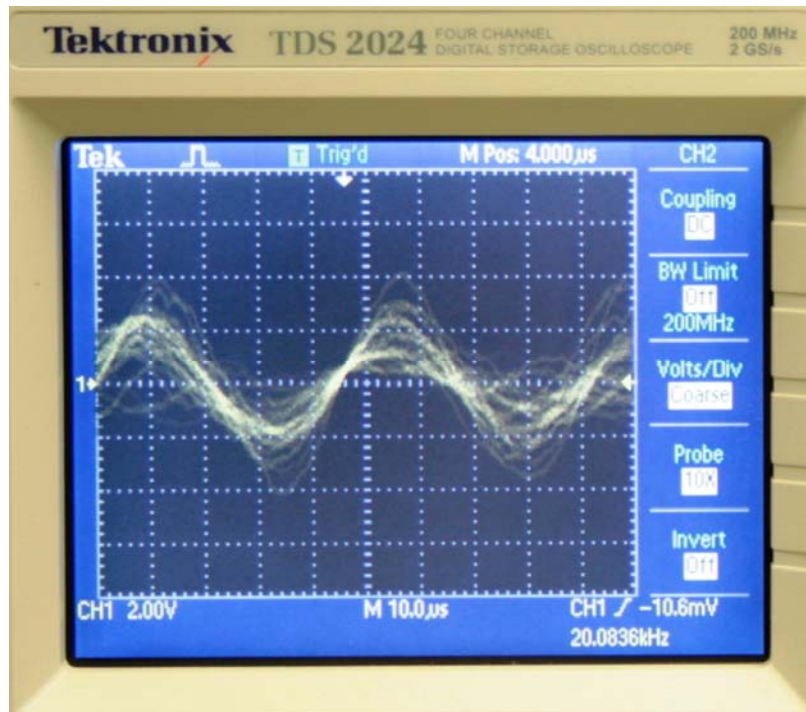 Tektronix TDS 2024 FOUR CHANNEL DIGITAL STORAGE OSCILLOSCOPE 200 MHz 2 GS/s
Tek T Trig'd M Pos: 4.000µs CH2
Coupling
DC
BW Limit
Off
200MHz
1
Volts/Div
Coarse
Probe
10X
Invert
Off
CH1 2.00V M 10.0µs CH1 -10.6mV
20.0836kHz